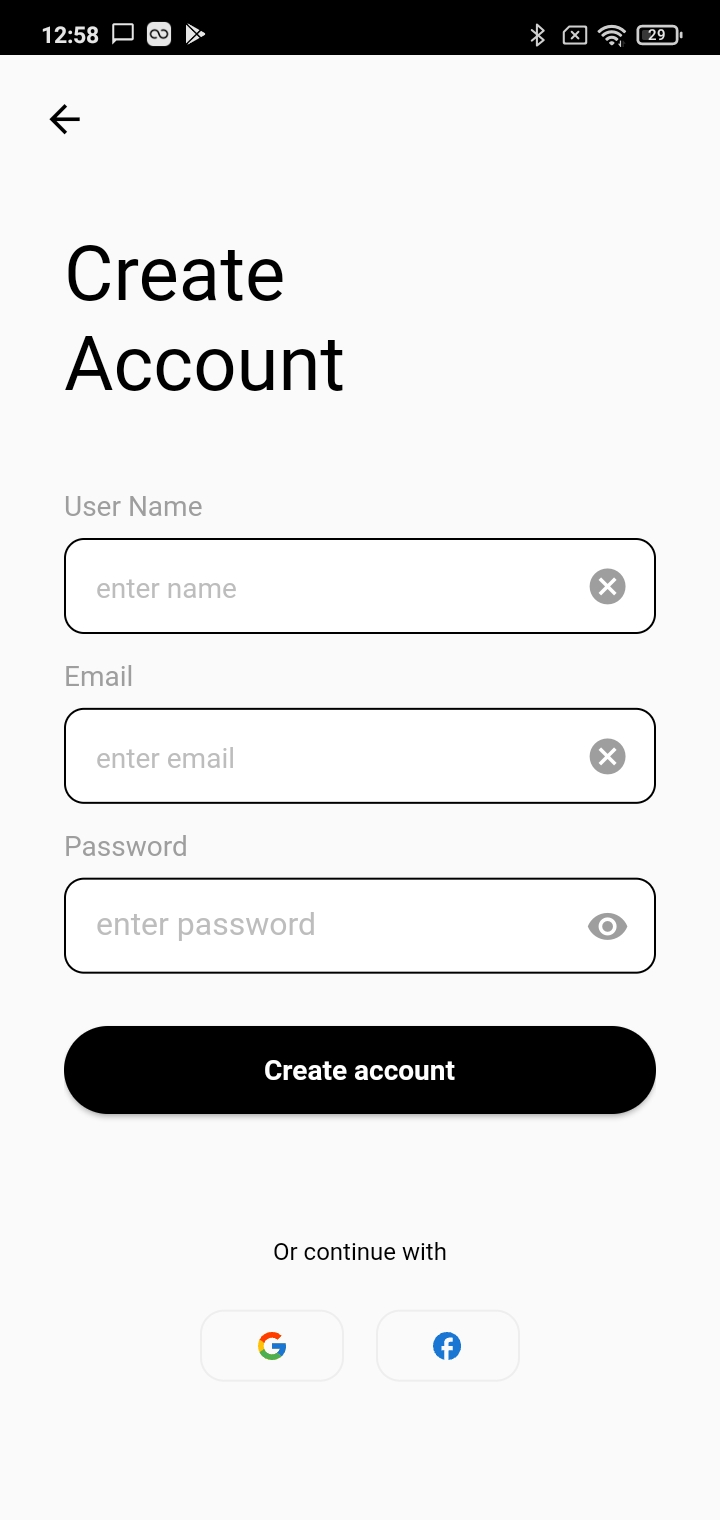 12:58
29
Create
Account
User Name
enter name
Email
enter email
Password
enter password
Create account
Or continue with